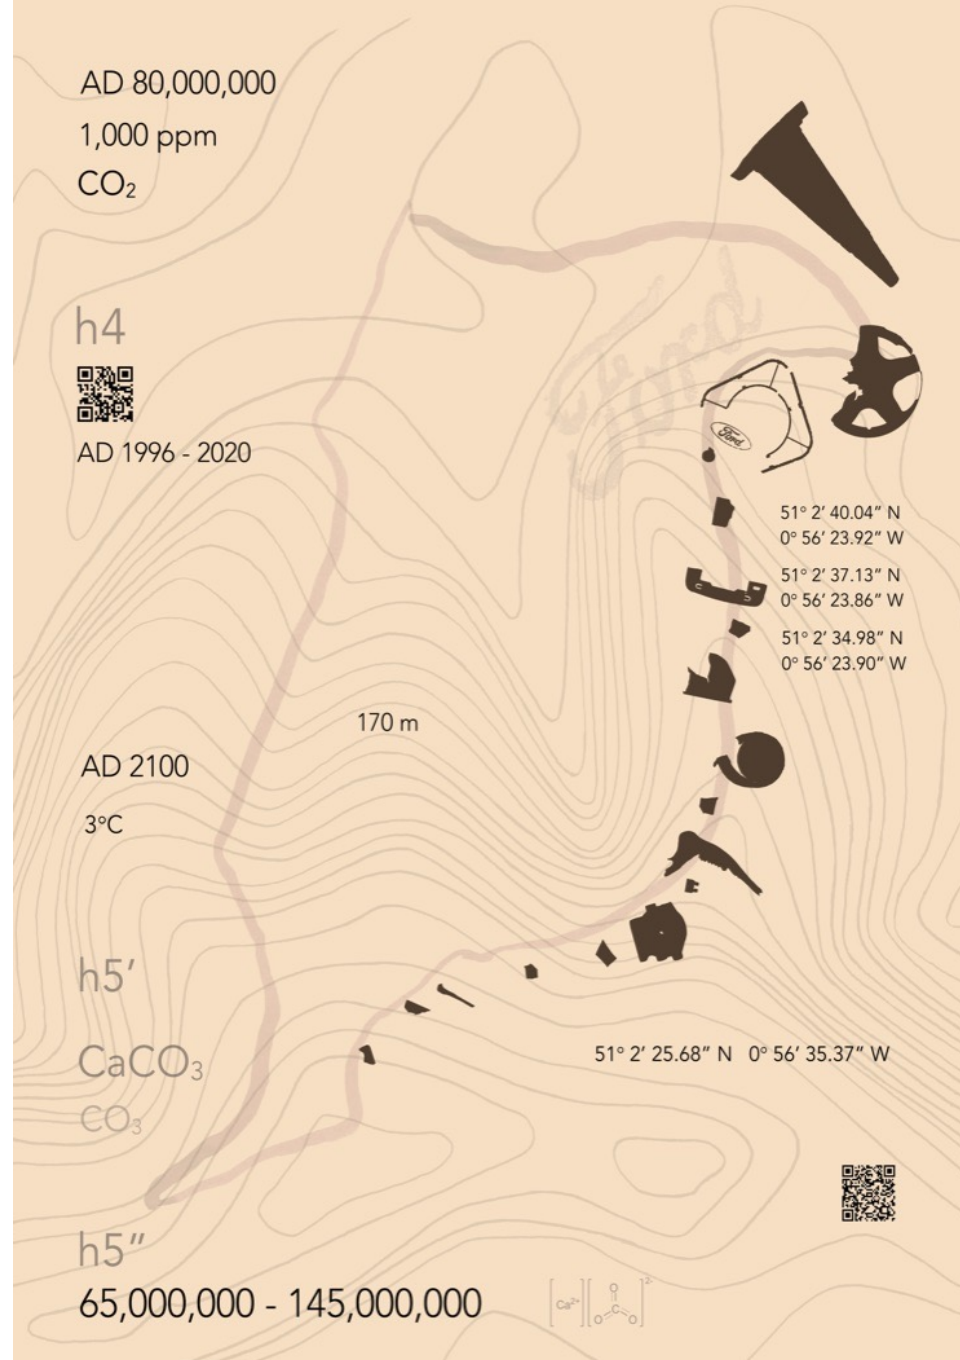 AD 80,000,000
1,000 ppm
CO₂
h4
Ford
Ford
AD 1996 - 2020
51° 2′ 40.04″ N
0° 56′ 23.92″ W
51° 2′ 37.13″ N
0° 56′ 23.86″ W
51° 2′ 34.98″ N
0° 56′ 23.90″ W
170 m
AD 2100
3°C
h5′
CaCO₃
CO₃
51° 2′ 25.68″ N 0° 56′ 35.37″ W
h5″
65,000,000 - 145,000,000
[Ca²⁺] [O C O O]²⁻